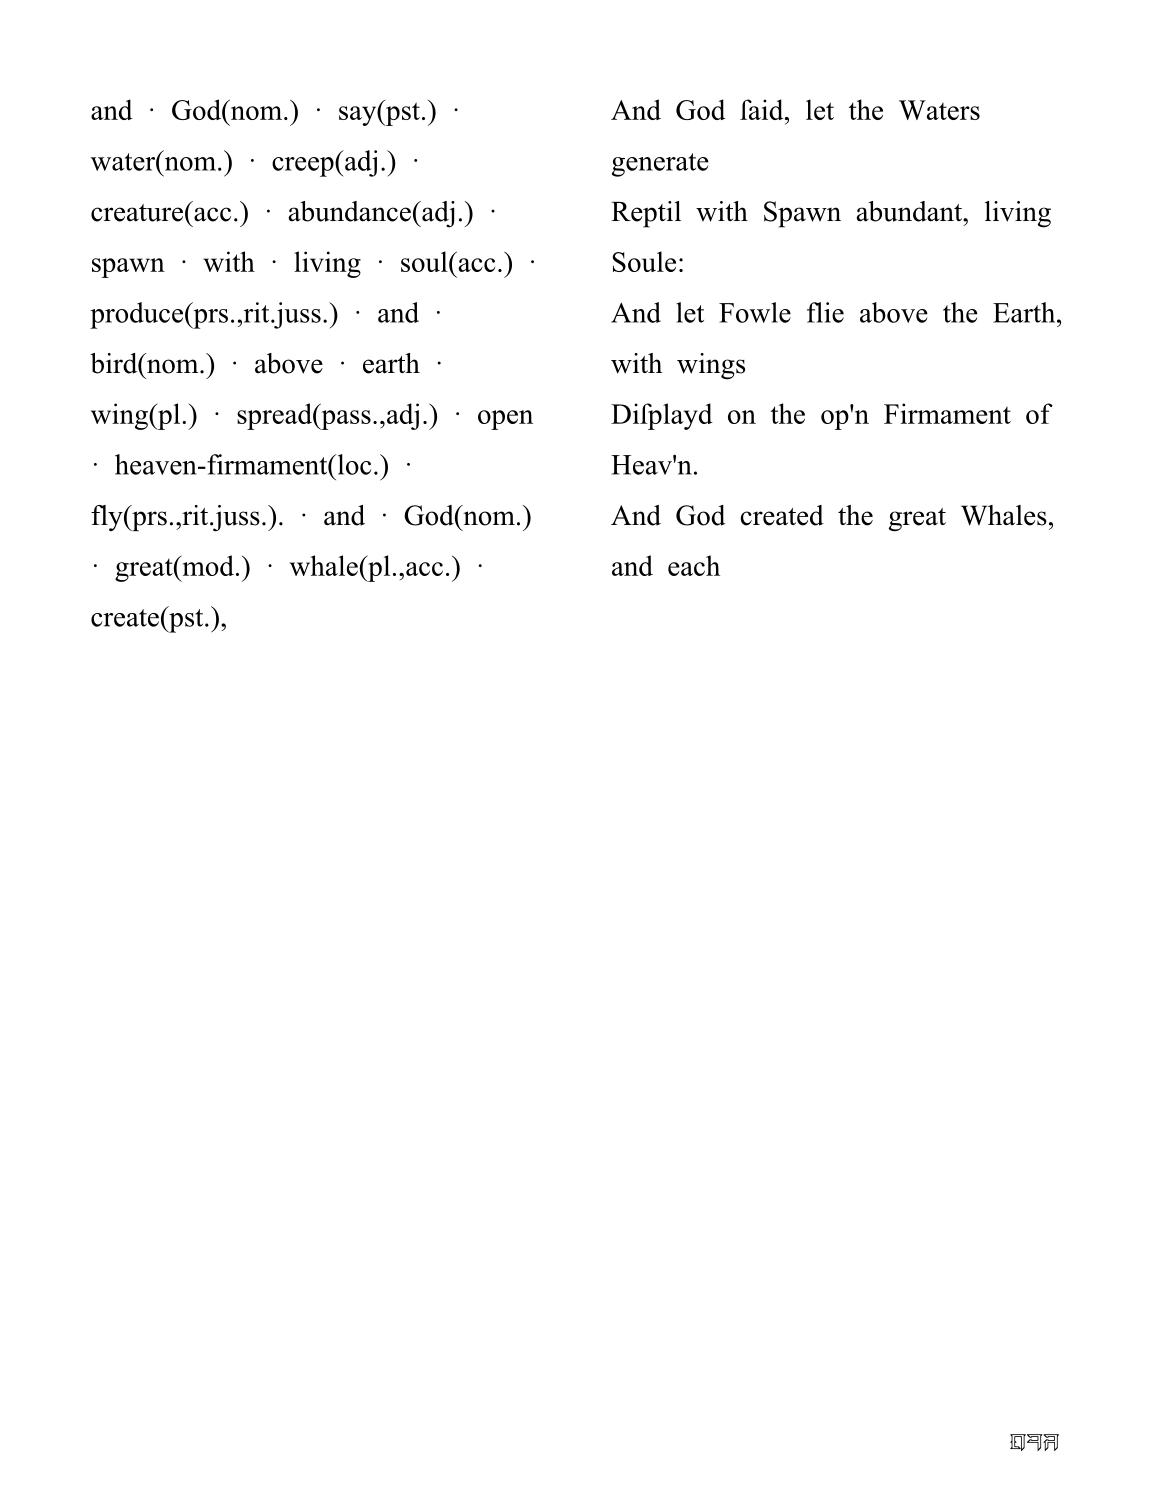 and · God(nom.) · say(pst.) ·
water(nom.) · creep(adj.) ·
creature(acc.) · abundance(adj.) ·
spawn · with · living · soul(acc.) ·
produce(prs.,rit.juss.) · and ·
bird(nom.) · above · earth ·
wing(pl.) · spread(pass.,adj.) · open
· heaven-firmament(loc.) ·
fly(prs.,rit.juss.). · and · God(nom.)
· great(mod.) · whale(pl.,acc.) ·
create(pst.),
And God ſaid, let the Waters
generate
Reptil with Spawn abundant, living
Soule:
And let Fowle flie above the Earth,
with wings
Diſplayd on the op'n Firmament of
Heav'n.
And God created the great Whales,
and each